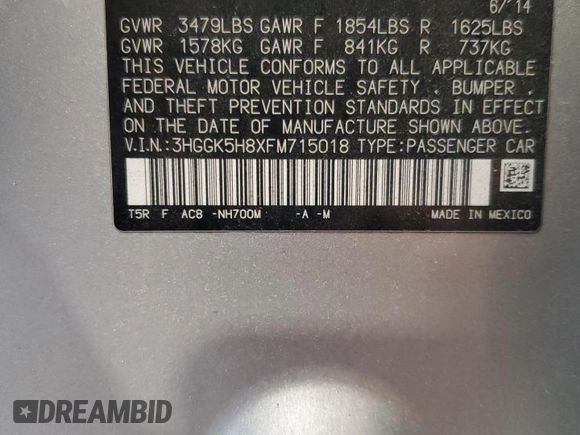 6/'14
GVWR 3479LBS GAWR F 1854LBS R 1625LBS
GVWR 1578KG GAWR F 841KG R 737KG
THIS VEHICLE CONFORMS TO ALL APPLICABLE
FEDERAL MOTOR VEHICLE SAFETY . BUMPER .
AND THEFT PREVENTION STANDARDS IN EFFECT
ON THE DATE OF MANUFACTURE SHOWN ABOVE.
V.I.N.:3HGGK5H8XFM715018 TYPE:PASSENGER CAR
T5R F AC8 -NH700M -A -M MADE IN MEXICO
DREAMBID